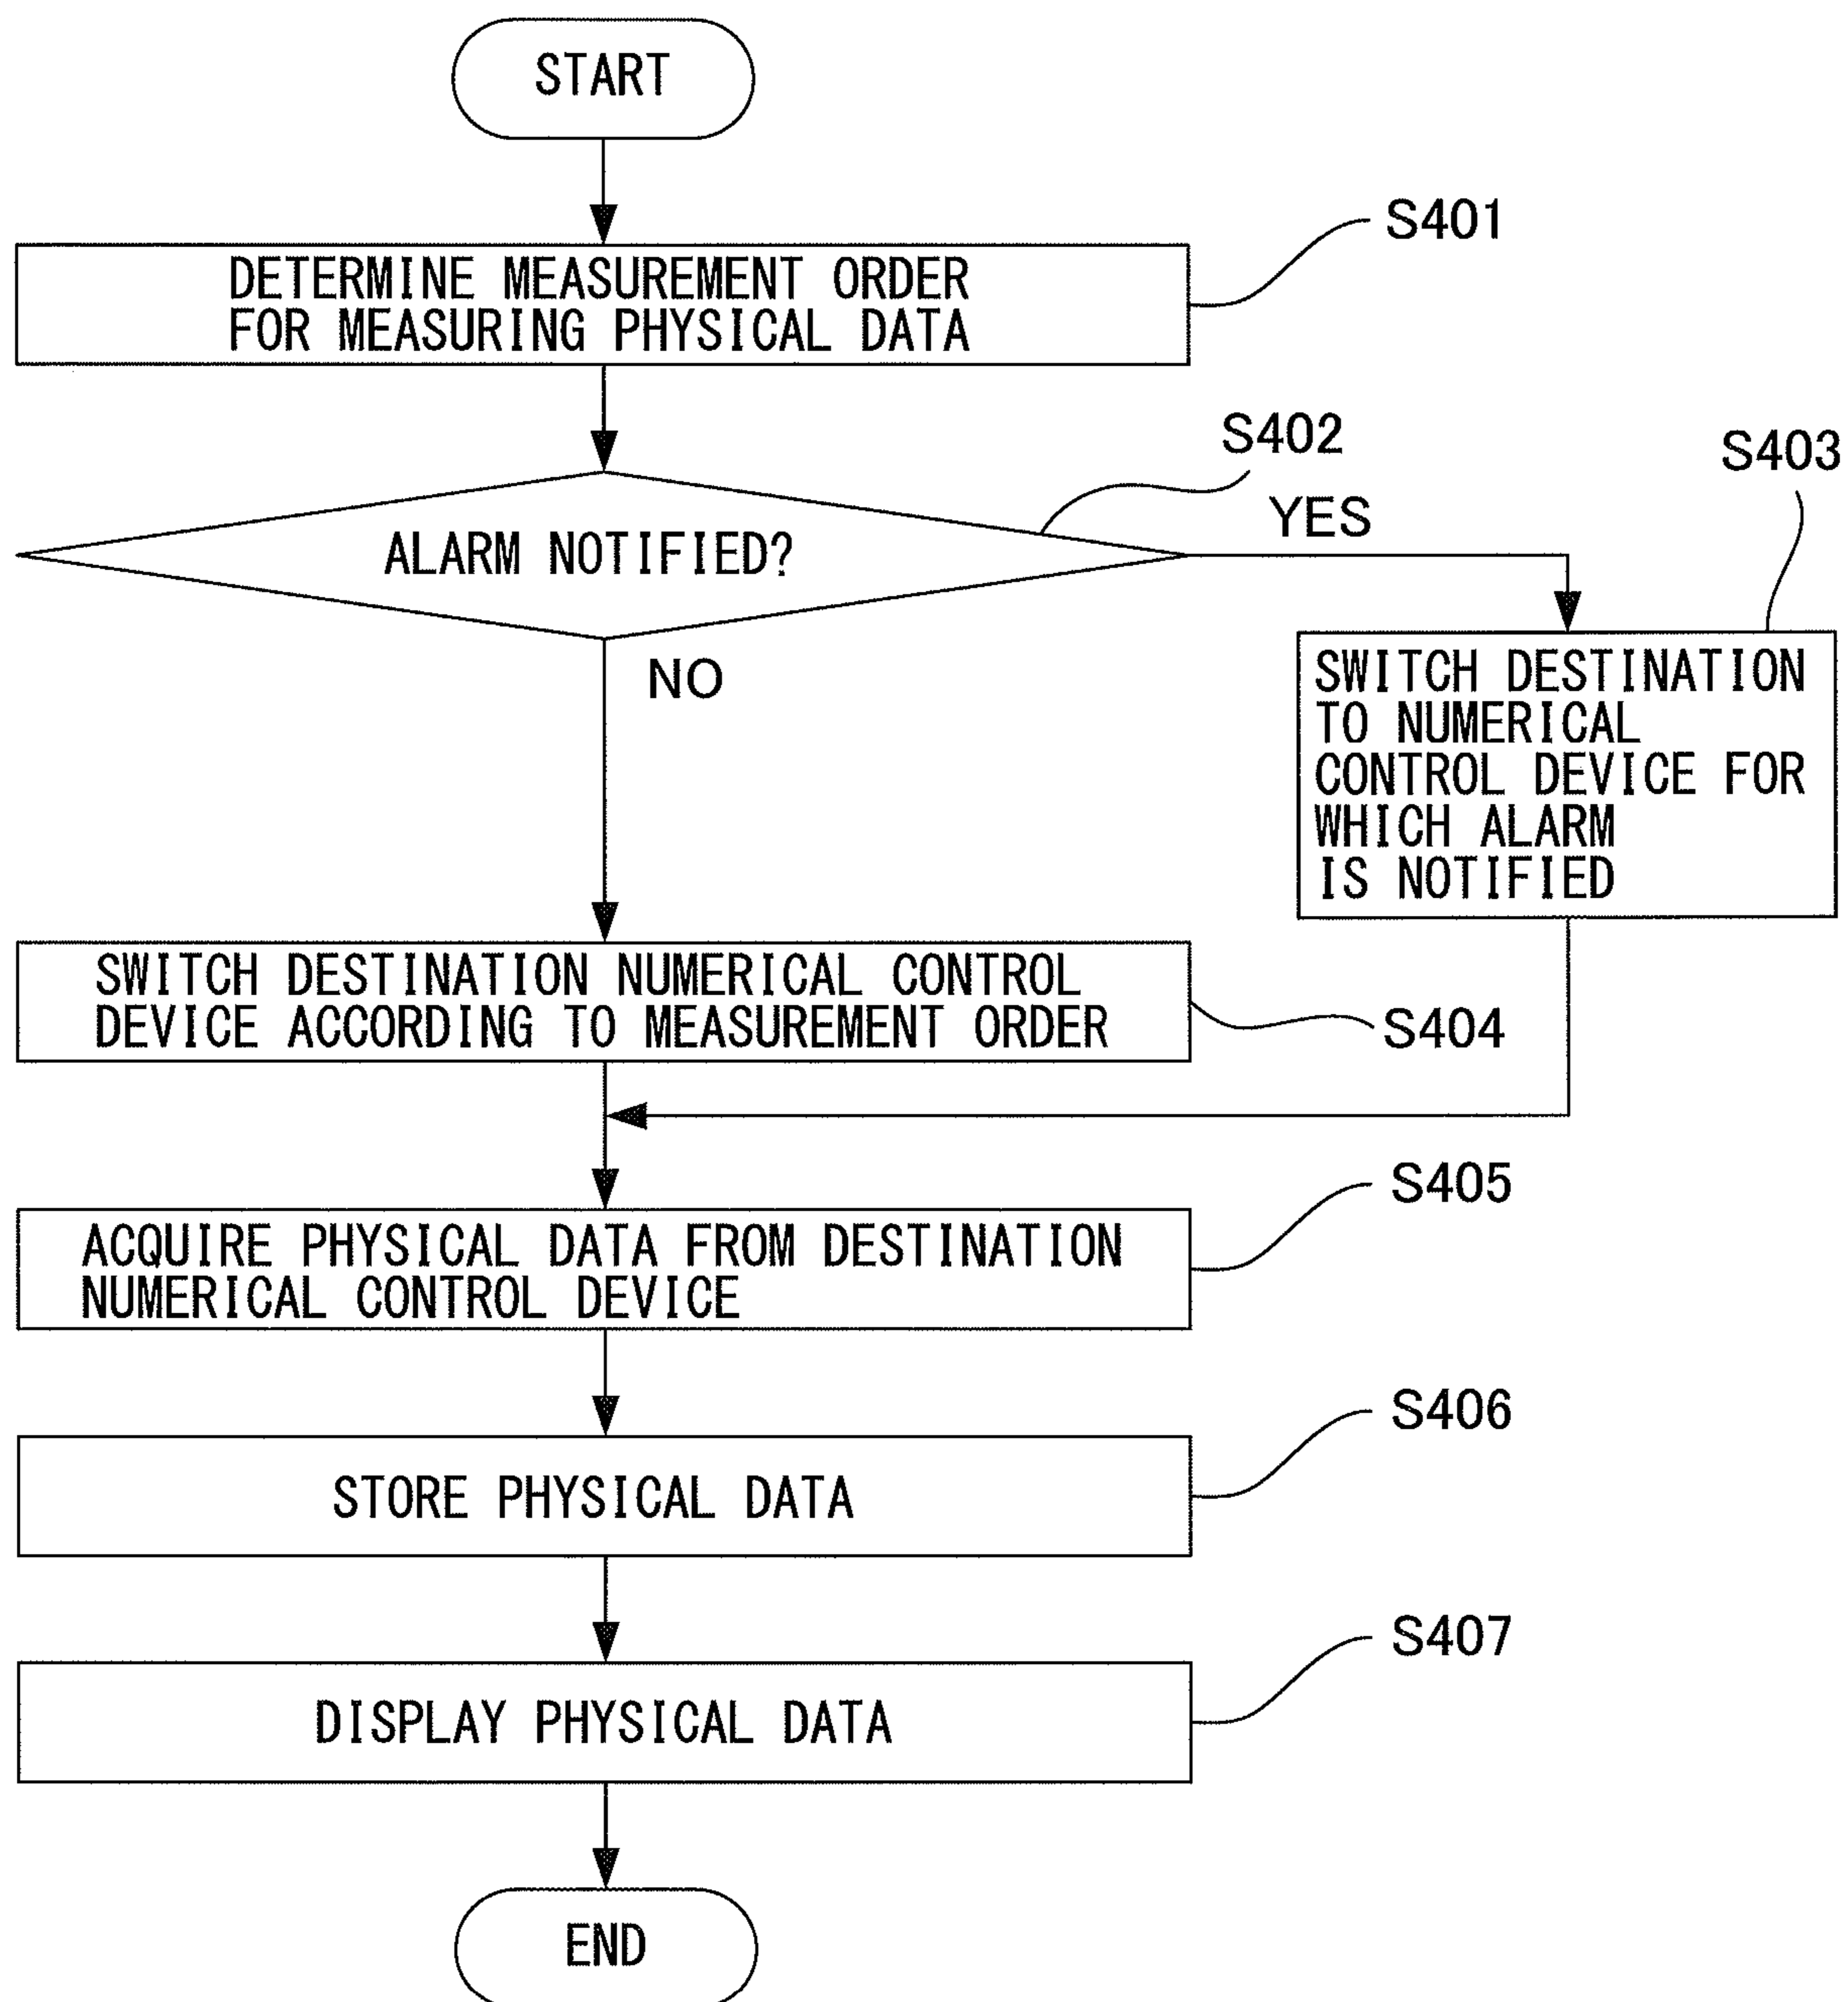 START
S401
DETERMINE MEASUREMENT ORDER
FOR MEASURING PHYSICAL DATA
S402
YES
ALARM NOTIFIED?
NO
S403
SWITCH DESTINATION
TO NUMERICAL
CONTROL DEVICE FOR
WHICH ALARM
IS NOTIFIED
SWITCH DESTINATION NUMERICAL CONTROL
DEVICE ACCORDING TO MEASUREMENT ORDER
S404
S405
ACQUIRE PHYSICAL DATA FROM DESTINATION
NUMERICAL CONTROL DEVICE
S406
STORE PHYSICAL DATA
S407
DISPLAY PHYSICAL DATA
END